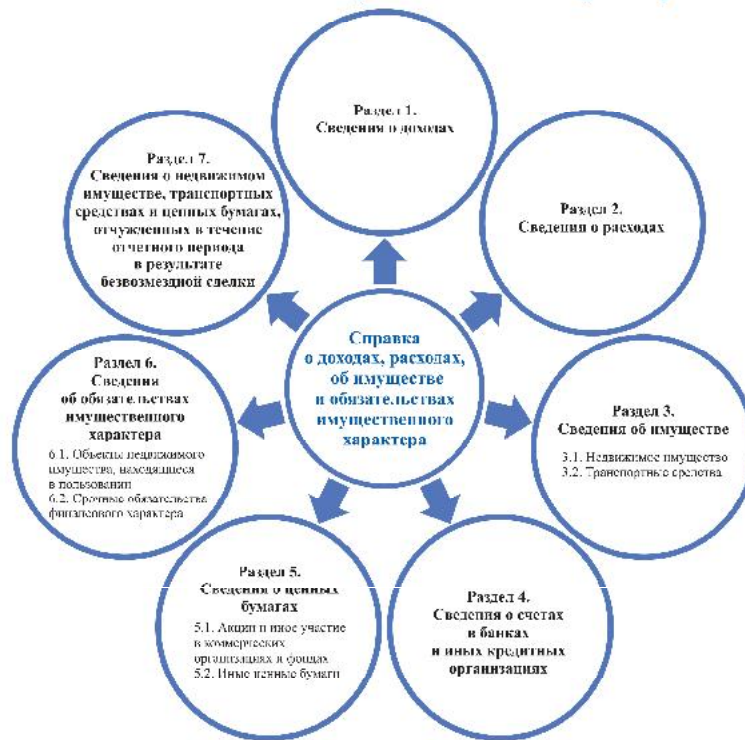 Справка
о доходах, расходах,
об имуществе
и обязательствах
имущественного
характера
Раздел 1.
Сведения о доходах
Раздел 2.
Сведения о расходах
Раздел 3.
Сведения об имуществе
3.1. Недвижимое имущество
3.2. Транспортные средства
Раздел 4.
Сведения о счетах
в банках
и иных кредитных
организациях
Раздел 5.
Сведения о ценных
бумагах
5.1. Акции и иное участие
в коммерческих
организациях и фондах
5.2. Иные ценные бумаги
Раздел 6.
Сведения
об обязательствах
имущественного
характера
6.1. Объекты недвижимого
имущества, находящиеся
в пользовании
6.2. Срочные обязательства
финансового характера
Раздел 7.
Сведения о недвижимом
имуществе, транспортных
средствах и ценных бумагах,
отчужденных в течение
отчетного периода
в результате
безвозмездной сделки